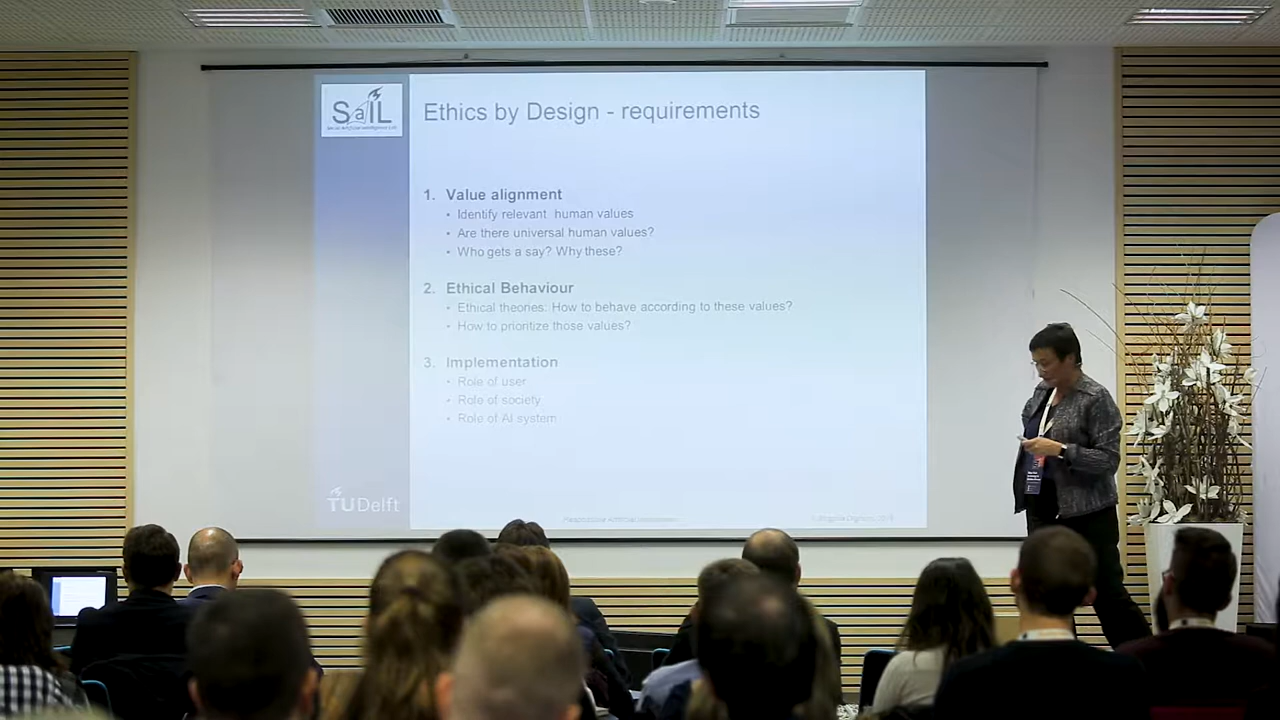 SaIL
Ethics by Design - requirements
1. Value alignment
• Identify relevant human values
• Are there universal human values?
• Who gets a say? Why these?
2. Ethical Behaviour
• Ethical theories: How to behave according to these values?
• How to prioritize those values?
3. Implementation
• Role of user
• Role of society
• Role of AI system
TU Delft